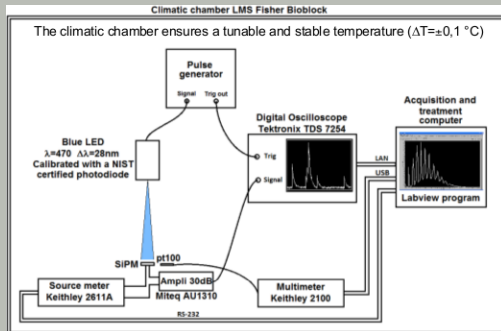 Climatic chamber LMS Fisher Bioblock
The climatic chamber ensures a tunable and stable temperature (ΔT=±0,1 °C)
Pulse
generator
Signal Trig out
Blue LED
λ=470 Δλ=28nm
Calibrated with a NIST
certified photodiode
Digital Oscilloscope
Tektronix TDS 7254
Trig
Signal
Acquisition and
treatment
computer
LAN
USB
Labview program
SiPM
pt100
Ampli 30dB
Miteq AU1310
Source meter
Keithley 2611A
Multimeter
Keithley 2100
RS-232